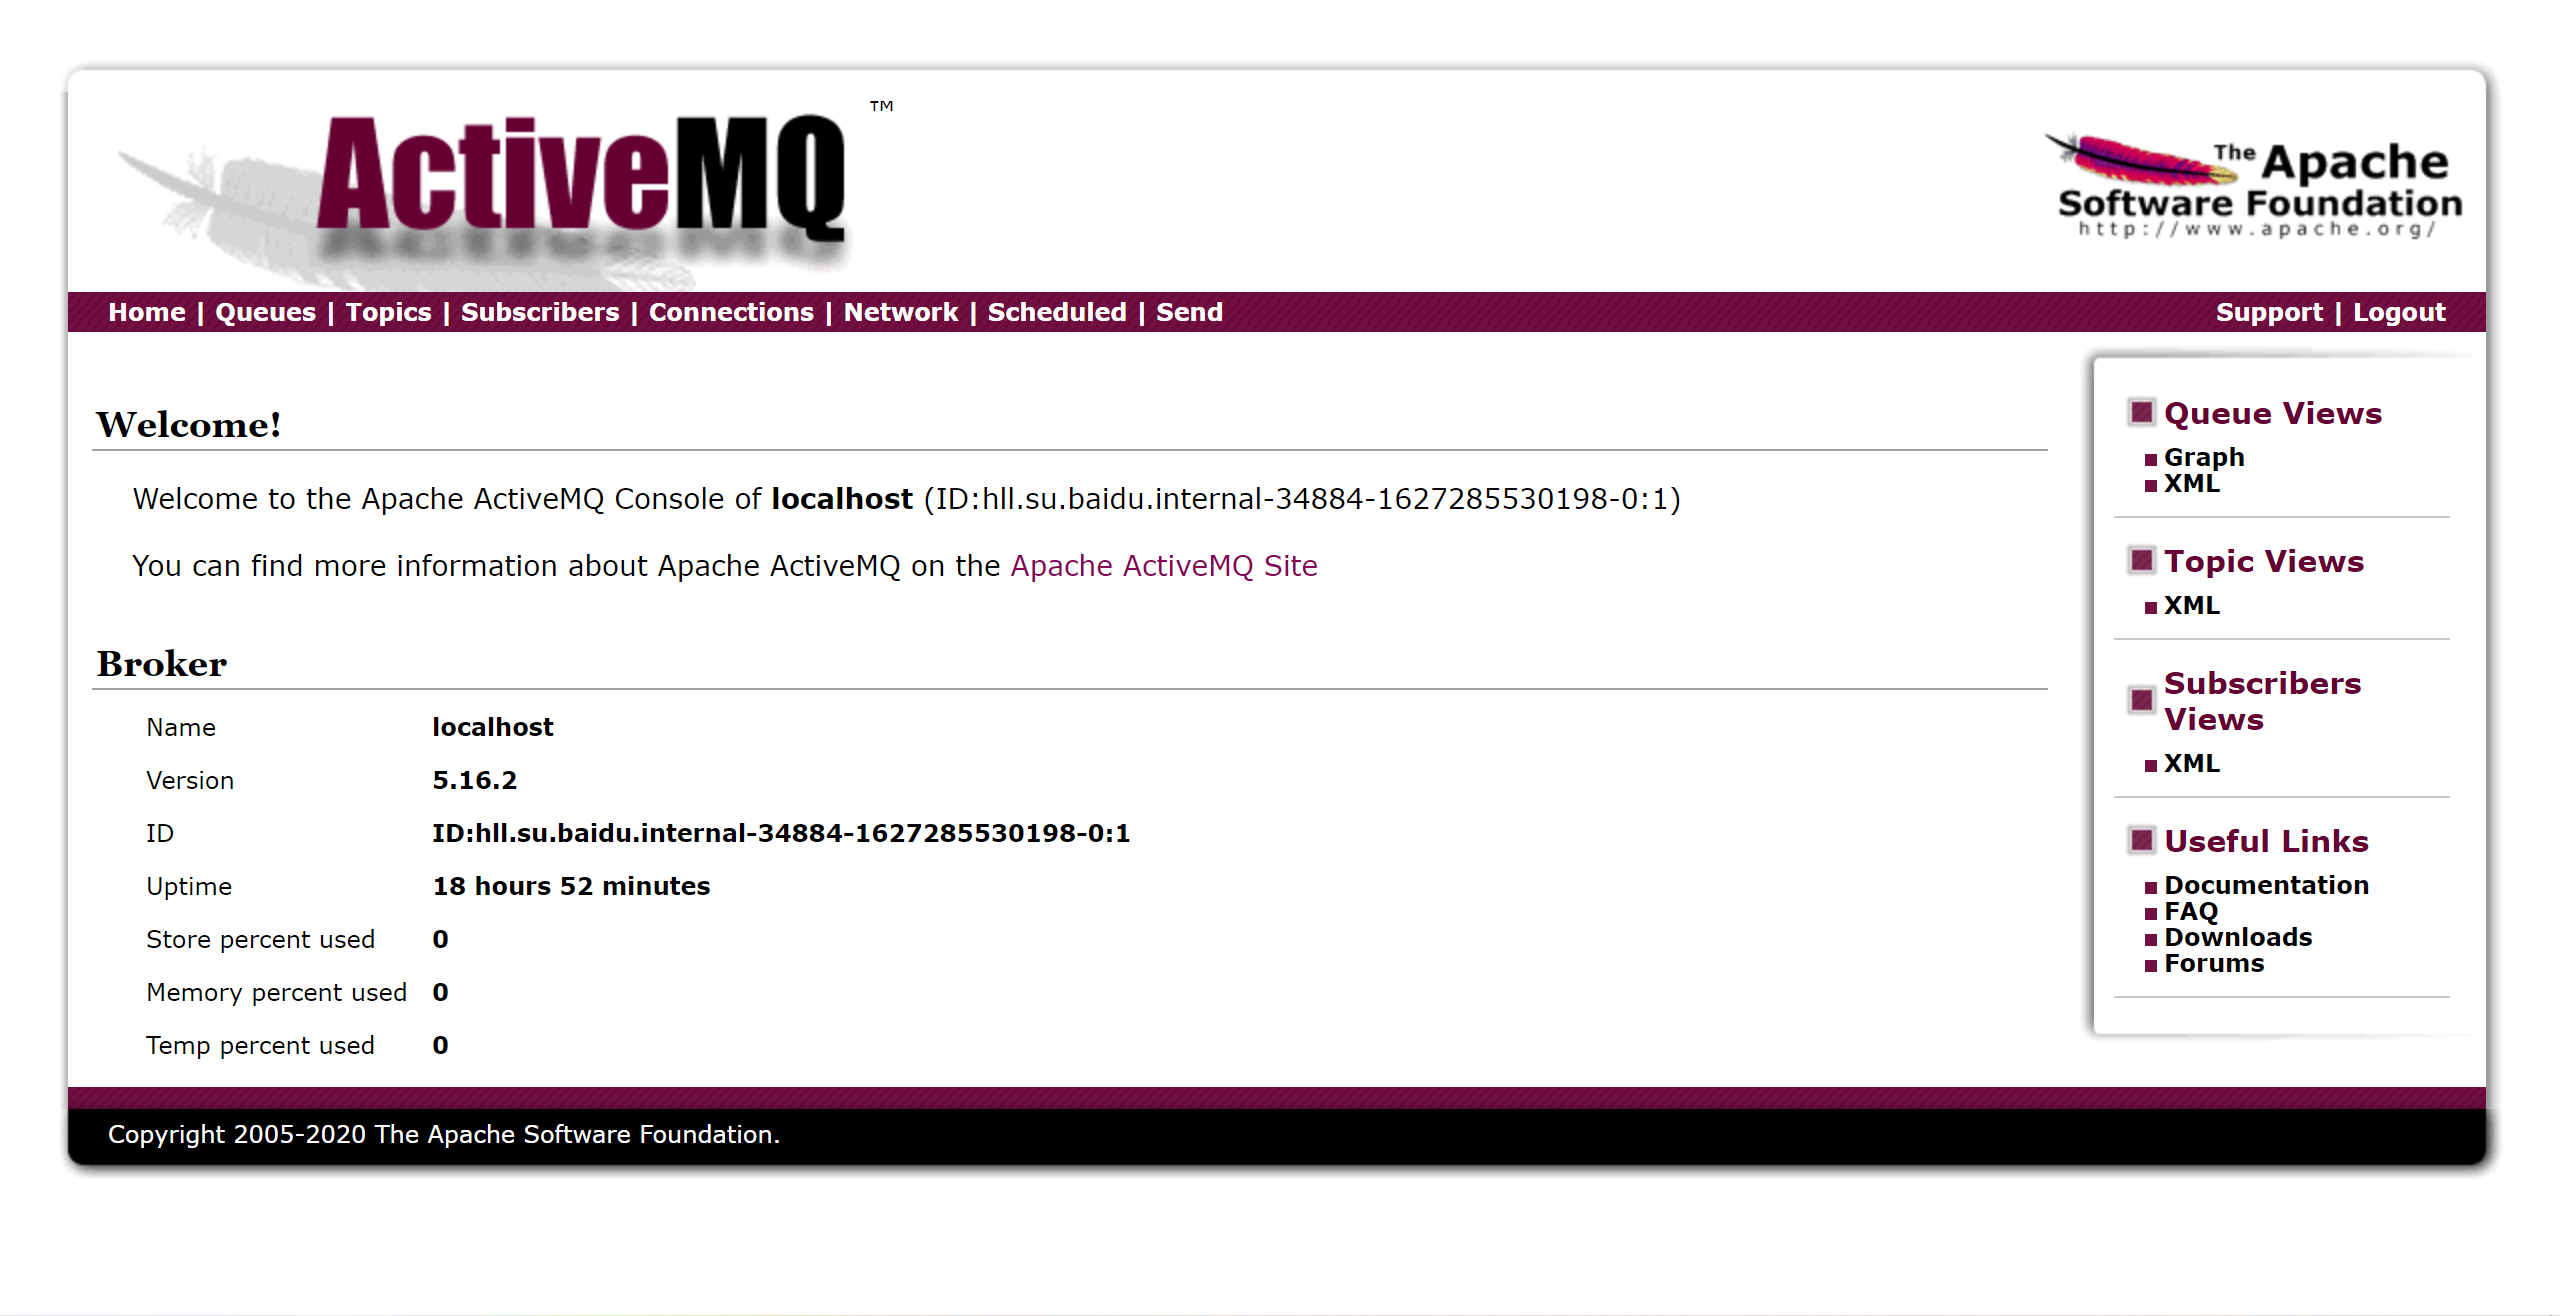 ActiveMQ ™
The Apache
Software Foundation
http://www.apache.org/
Home | Queues | Topics | Subscribers | Connections | Network | Scheduled | Send
Support | Logout
Welcome!
Welcome to the Apache ActiveMQ Console of localhost (ID:hll.su.baidu.internal-34884-1627285530198-0:1)
You can find more information about Apache ActiveMQ on the Apache ActiveMQ Site
Broker
Name localhost
Version 5.16.2
ID ID:hll.su.baidu.internal-34884-1627285530198-0:1
Uptime 18 hours 52 minutes
Store percent used 0
Memory percent used 0
Temp percent used 0
Queue Views
Graph
XML
Topic Views
XML
Subscribers
Views
XML
Useful Links
Documentation
FAQ
Downloads
Forums
Copyright 2005-2020 The Apache Software Foundation.